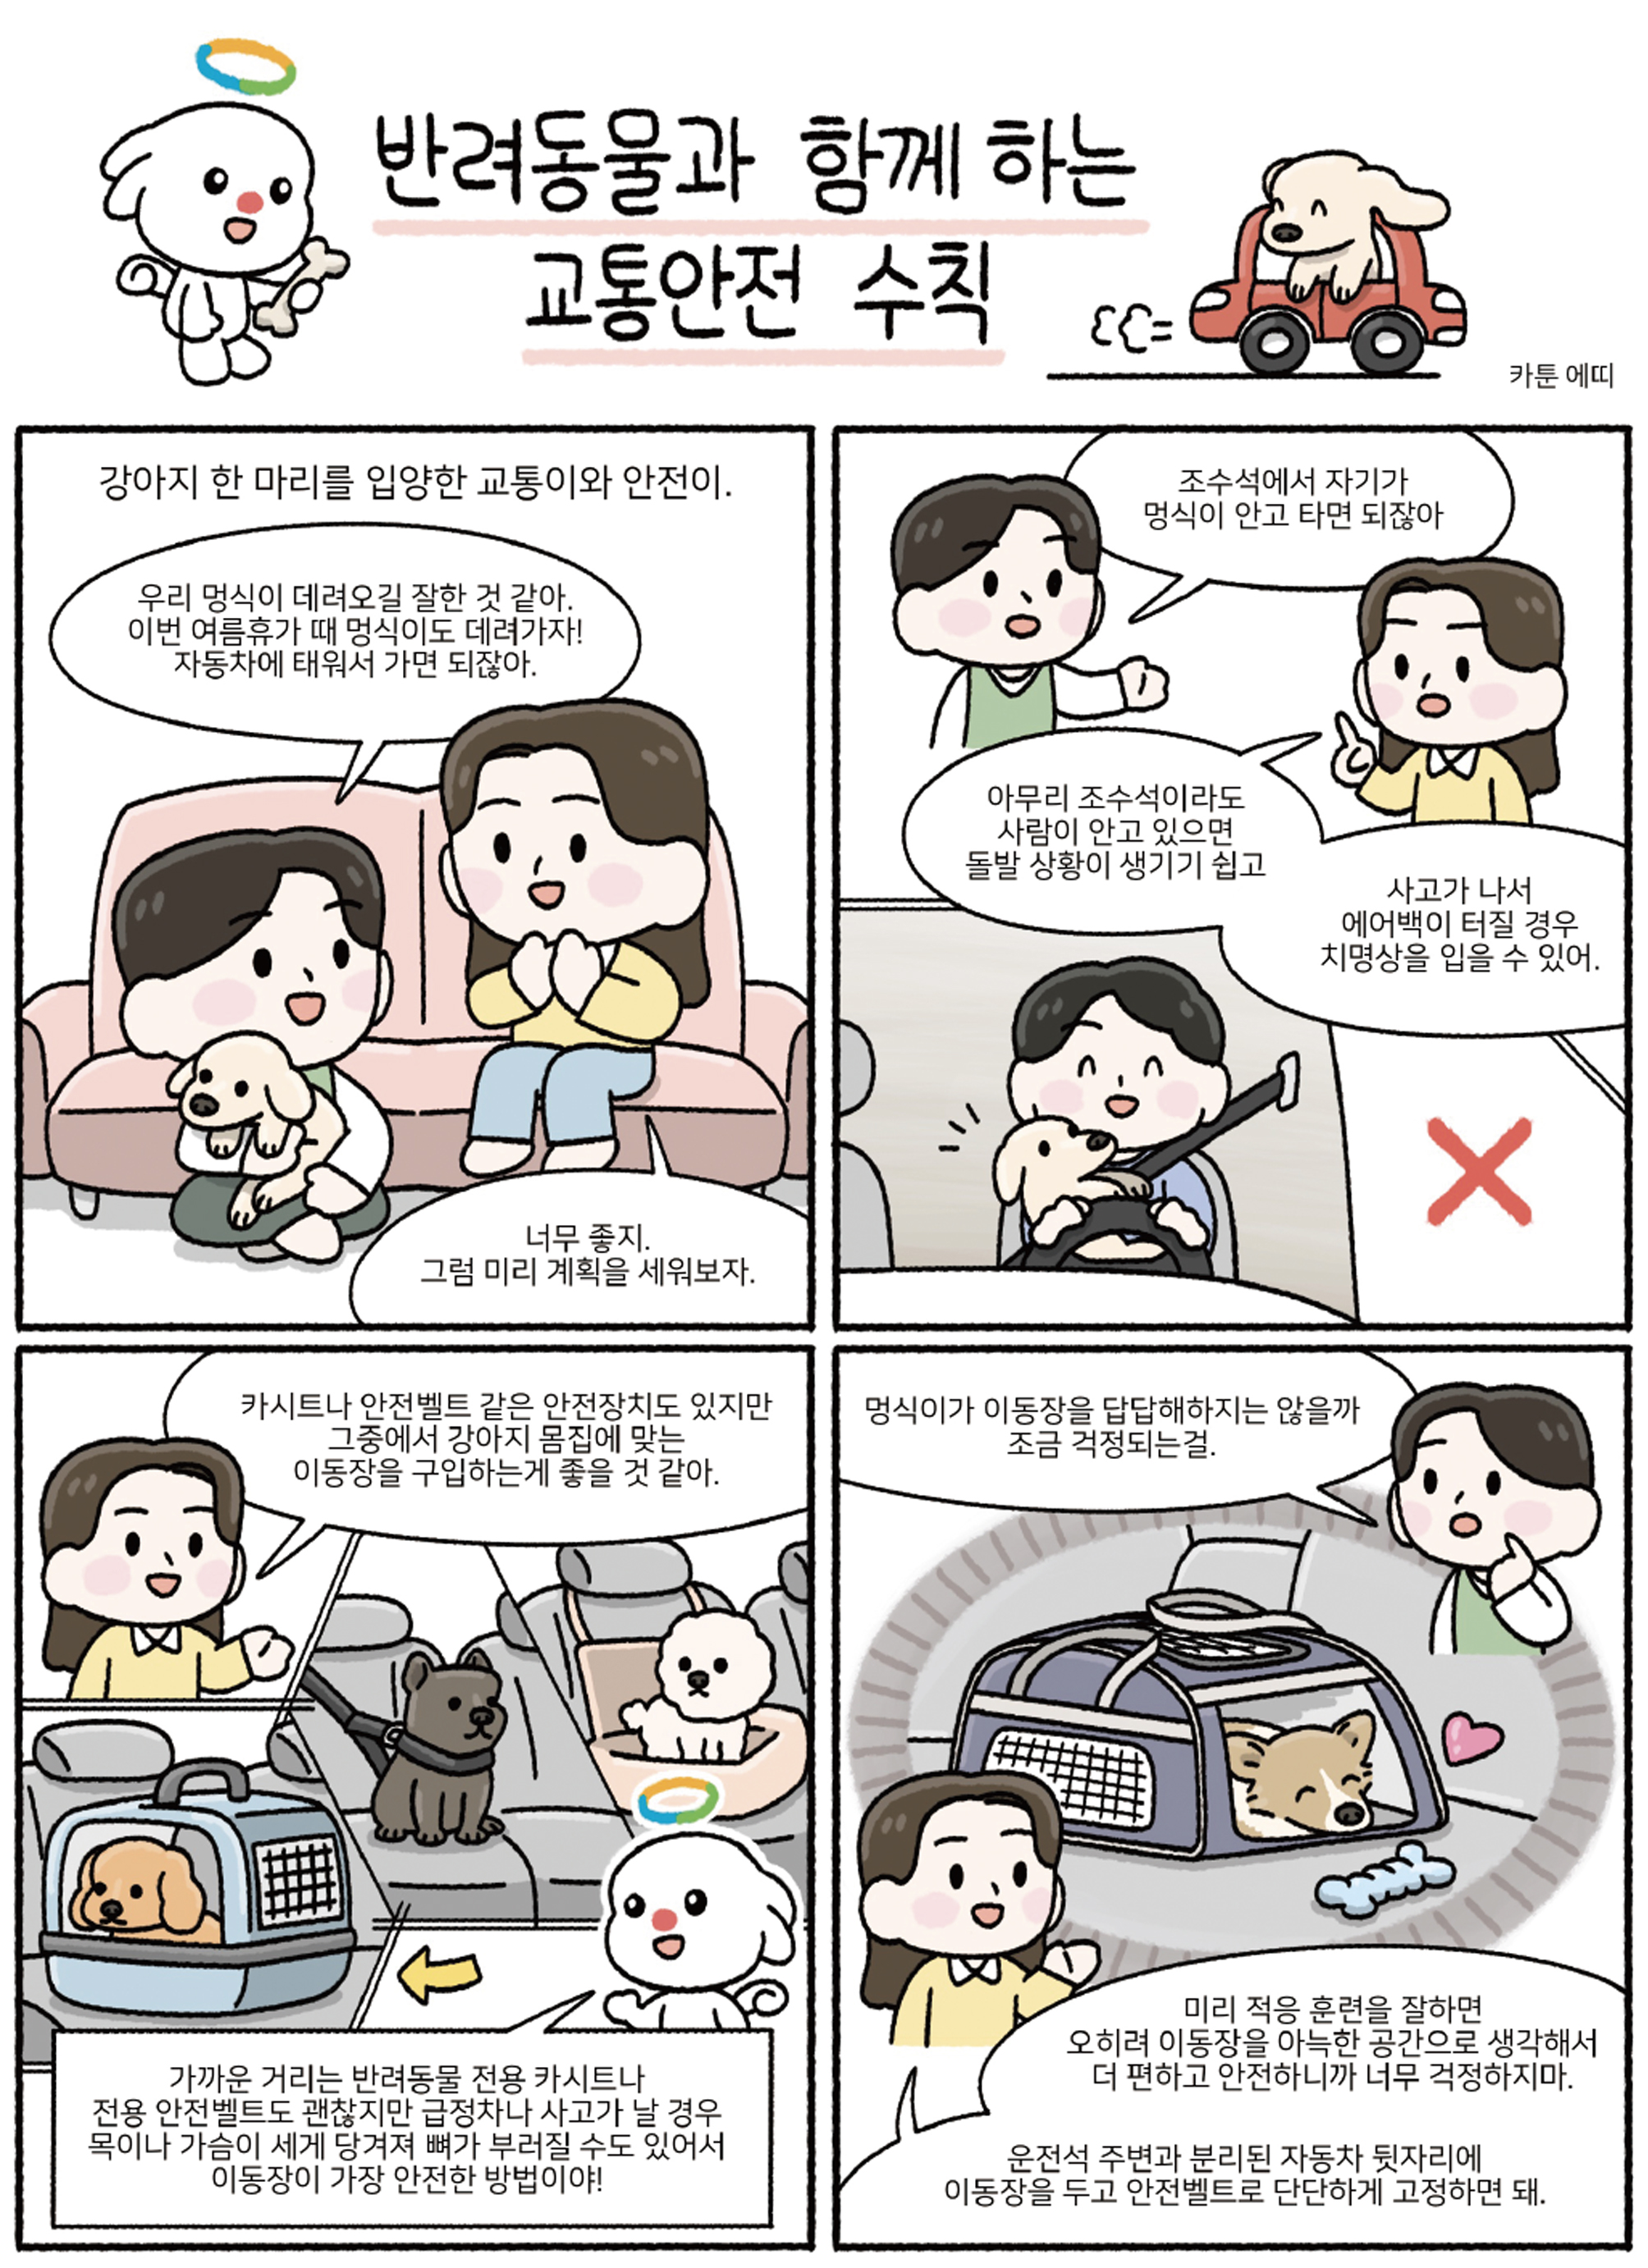 반려동물과 함께 하는
교통안전 수칙
카툰 에띠
강아지 한 마리를 입양한 교통이와 안전이.
우리 멍식이 데려오길 잘한 것 같아.
이번 여름휴가 때 멍식이도 데려가자!
자동차에 태워서 가면 되잖아.
너무 좋지.
그럼 미리 계획을 세워보자.
조수석에서 자기가
멍식이 안고 타면 되잖아
아무리 조수석이라도
사람이 안고 있으면
돌발 상황이 생기기 쉽고
사고가 나서
에어백이 터질 경우
치명상을 입을 수 있어.
카시트나 안전벨트 같은 안전장치도 있지만
그중에서 강아지 몸집에 맞는
이동장을 구입하는게 좋을 것 같아.
가까운 거리는 반려동물 전용 카시트나
전용 안전벨트도 괜찮지만 급정차나 사고가 날 경우
목이나 가슴이 세게 당겨져 뼈가 부러질 수도 있어서
이동장이 가장 안전한 방법이야!
멍식이가 이동장을 답답해하지는 않을까
조금 걱정되는걸.
미리 적응 훈련을 잘하면
오히려 이동장을 아늑한 공간으로 생각해서
더 편하고 안전하니까 너무 걱정하지마.
운전석 주변과 분리된 자동차 뒷자리에
이동장을 두고 안전벨트로 단단하게 고정하면 돼.